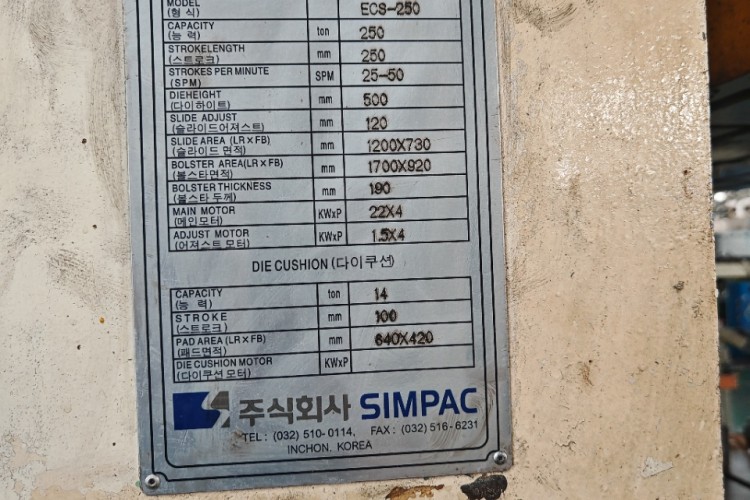 MODEL ECS-250
(형 식)
CAPACITY ton 250
(능 력)
STROKELENGTH mm 250
(스트로크)
STROKES PER MINUTE SPM 25-50
(SPM)
DIEHEIGHT mm 500
(다이하이트)
SLIDE ADJUST mm 120
(슬라이드어져스트)
SLIDE AREA (LR X FB) mm 1200X730
(슬라이드 면적)
BOLSTER AREA(LR X FB) mm 1700X920
(볼스타면적)
BOLSTER THICKNESS mm 190
(볼스타 두께)
MAIN MOTOR KWxP 22X4
(메인모터)
ADJUST MOTOR KWxP 1.5X4
(어져스트 모터)
DIE CUSHION (다이쿠션)
CAPACITY ton 14
(능 력)
STROKE mm 100
(스트로크)
PAD AREA (LR X FB) mm 640X420
(패드면적)
DIE CUSHION MOTOR KWxP
(다이쿠션 모터)
주식회사 SIMPAC
TEL : (032) 510-0114, FAX : (032) 516-6231
INCHON, KOREA